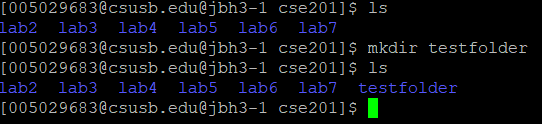 [005029683@csusb.edu@jbh3-1 cse201]$ ls
lab2  lab3  lab4  lab5  lab6  lab7
[005029683@csusb.edu@jbh3-1 cse201]$ mkdir testfolder
[005029683@csusb.edu@jbh3-1 cse201]$ ls
lab2  lab3  lab4  lab5  lab6  lab7  testfolder
[005029683@csusb.edu@jbh3-1 cse201]$